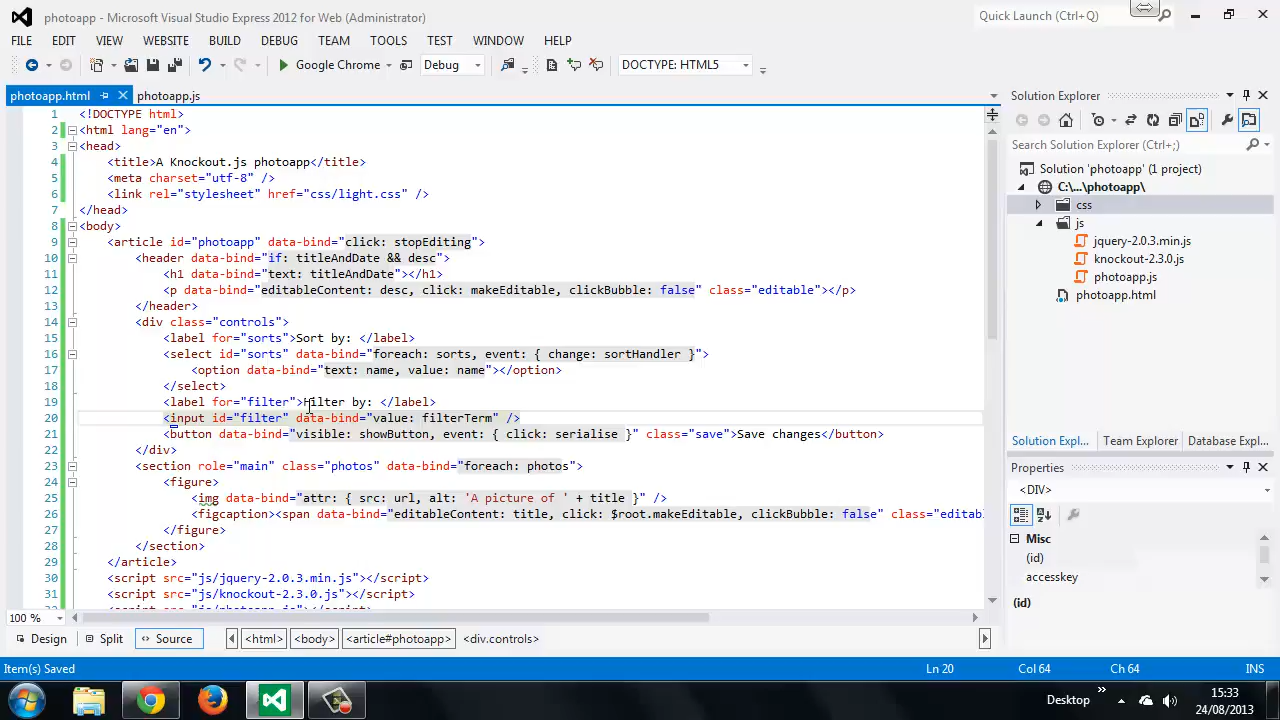 photoapp - Microsoft Visual Studio Express 2012 for Web (Administrator)
Quick Launch (Ctrl+Q)
FILE EDIT VIEW WEBSITE BUILD DEBUG TEAM TOOLS TEST WINDOW HELP
Google Chrome Debug DOCTYPE: HTML5
photoapp.html photoapp.js
1 <!DOCTYPE html>
2 <html lang="en">
3 <head>
4 <title>A Knockout.js photoapp</title>
5 <meta charset="utf-8" />
6 <link rel="stylesheet" href="css/light.css" />
7 </head>
8 <body>
9 <article id="photoapp" data-bind="click: stopEditing">
10 <header data-bind="if: titleAndDate && desc">
11 <h1 data-bind="text: titleAndDate"></h1>
12 <p data-bind="editableContent: desc, click: makeEditable, clickBubble: false" class="editable"></p>
13 </header>
14 <div class="controls">
15 <label for="sorts">Sort by: </label>
16 <select id="sorts" data-bind="foreach: sorts, event: { change: sortHandler }">
17 <option data-bind="text: name, value: name"></option>
18 </select>
19 <label for="filter">Filter by: </label>
20 <input id="filter" data-bind="value: filterTerm" />
21 <button data-bind="visible: showButton, event: { click: serialise }" class="save">Save changes</button>
22 </div>
23 <section role="main" class="photos" data-bind="foreach: photos">
24 <figure>
25 <img data-bind="attr: { src: url, alt: 'A picture of ' + title }" />
26 <figcaption><span data-bind="editableContent: title, click: $root.makeEditable, clickBubble: false" class="editab
27 </figure>
28 </section>
29 </article>
30 <script src="js/jquery-2.0.3.min.js"></script>
31 <script src="js/knockout-2.3.0.js"></script>
32 <script src="js/photoapp.js"></script>
100 %
Design Split Source <html> <body> <article#photoapp> <div.controls>
Item(s) Saved Ln 20 Col 64 Ch 64 INS
Solution Explorer
Search Solution Explorer (Ctrl+;)
Solution 'photoapp' (1 project)
C:\...\photoapp\
css
js
jquery-2.0.3.min.js
knockout-2.3.0.js
photoapp.js
photoapp.html
Solution Expl... Team Explorer Database Expl...
Properties
<DIV>
Misc
(id)
accesskey
(id)
Desktop
15:33
24/08/2013